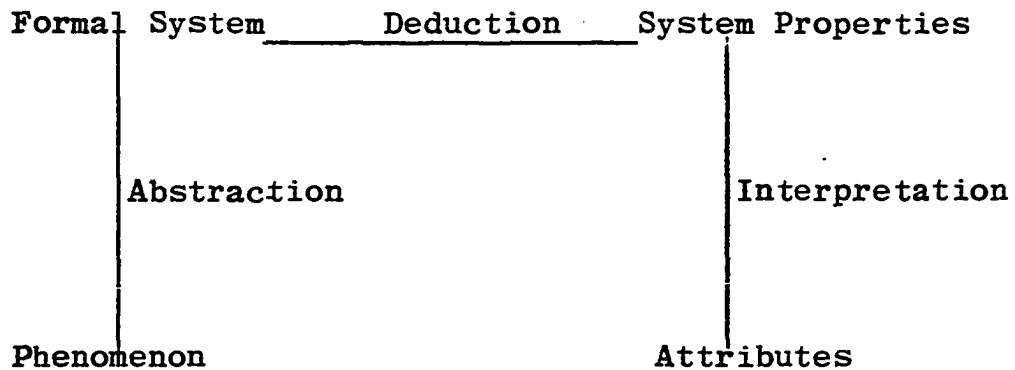 Formal System Deduction System Properties
Abstraction Interpretation
Phenomenon Attributes